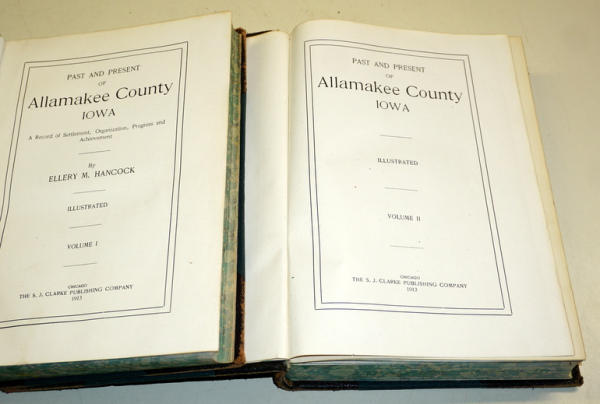 PAST AND PRESENT
OF
Allamakee County
IOWA
A Record of Settlement, Organization, Progress and
Achievement
By
ELLERY M. HANCOCK
ILLUSTRATED
VOLUME I
CHICAGO
THE S. J. CLARKE PUBLISHING COMPANY
1913
PAST AND PRESENT
OF
Allamakee County
IOWA
ILLUSTRATED
VOLUME II
CHICAGO
THE S. J. CLARKE PUBLISHING COMPANY
1913